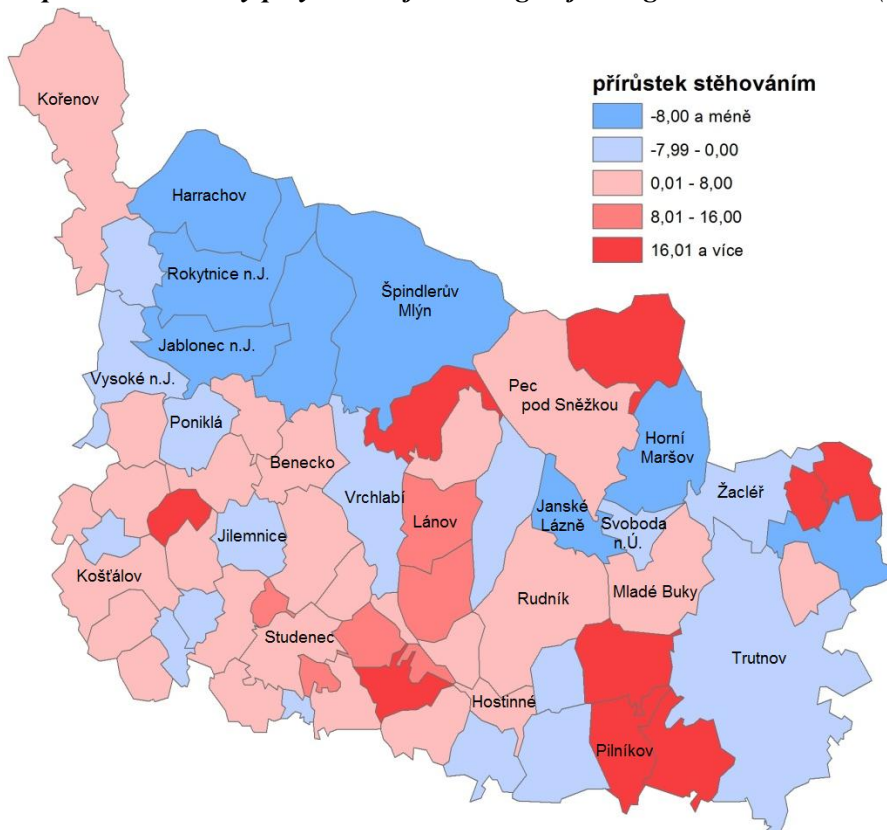 přírůstek stěhováním
-8,00 a méně
-7,99 - 0,00
0,01 - 8,00
8,01 - 16,00
16,01 a více
Kořenov
Harrachov
Rokytnice n.J.
Špindlerův
Mlýn
Jablonec n.J.
Vysoké n.J.
Pec
pod Sněžkou
Poniklá
Horní
Maršov
Benecko
Žacléř
Vrchlabí
Lánov
Janské
Lázně
Svoboda
n.Ú.
Jilemnice
Košťálov
Rudník
Mladé Buky
Studenec
Trutnov
Hostinné
Pilníkov